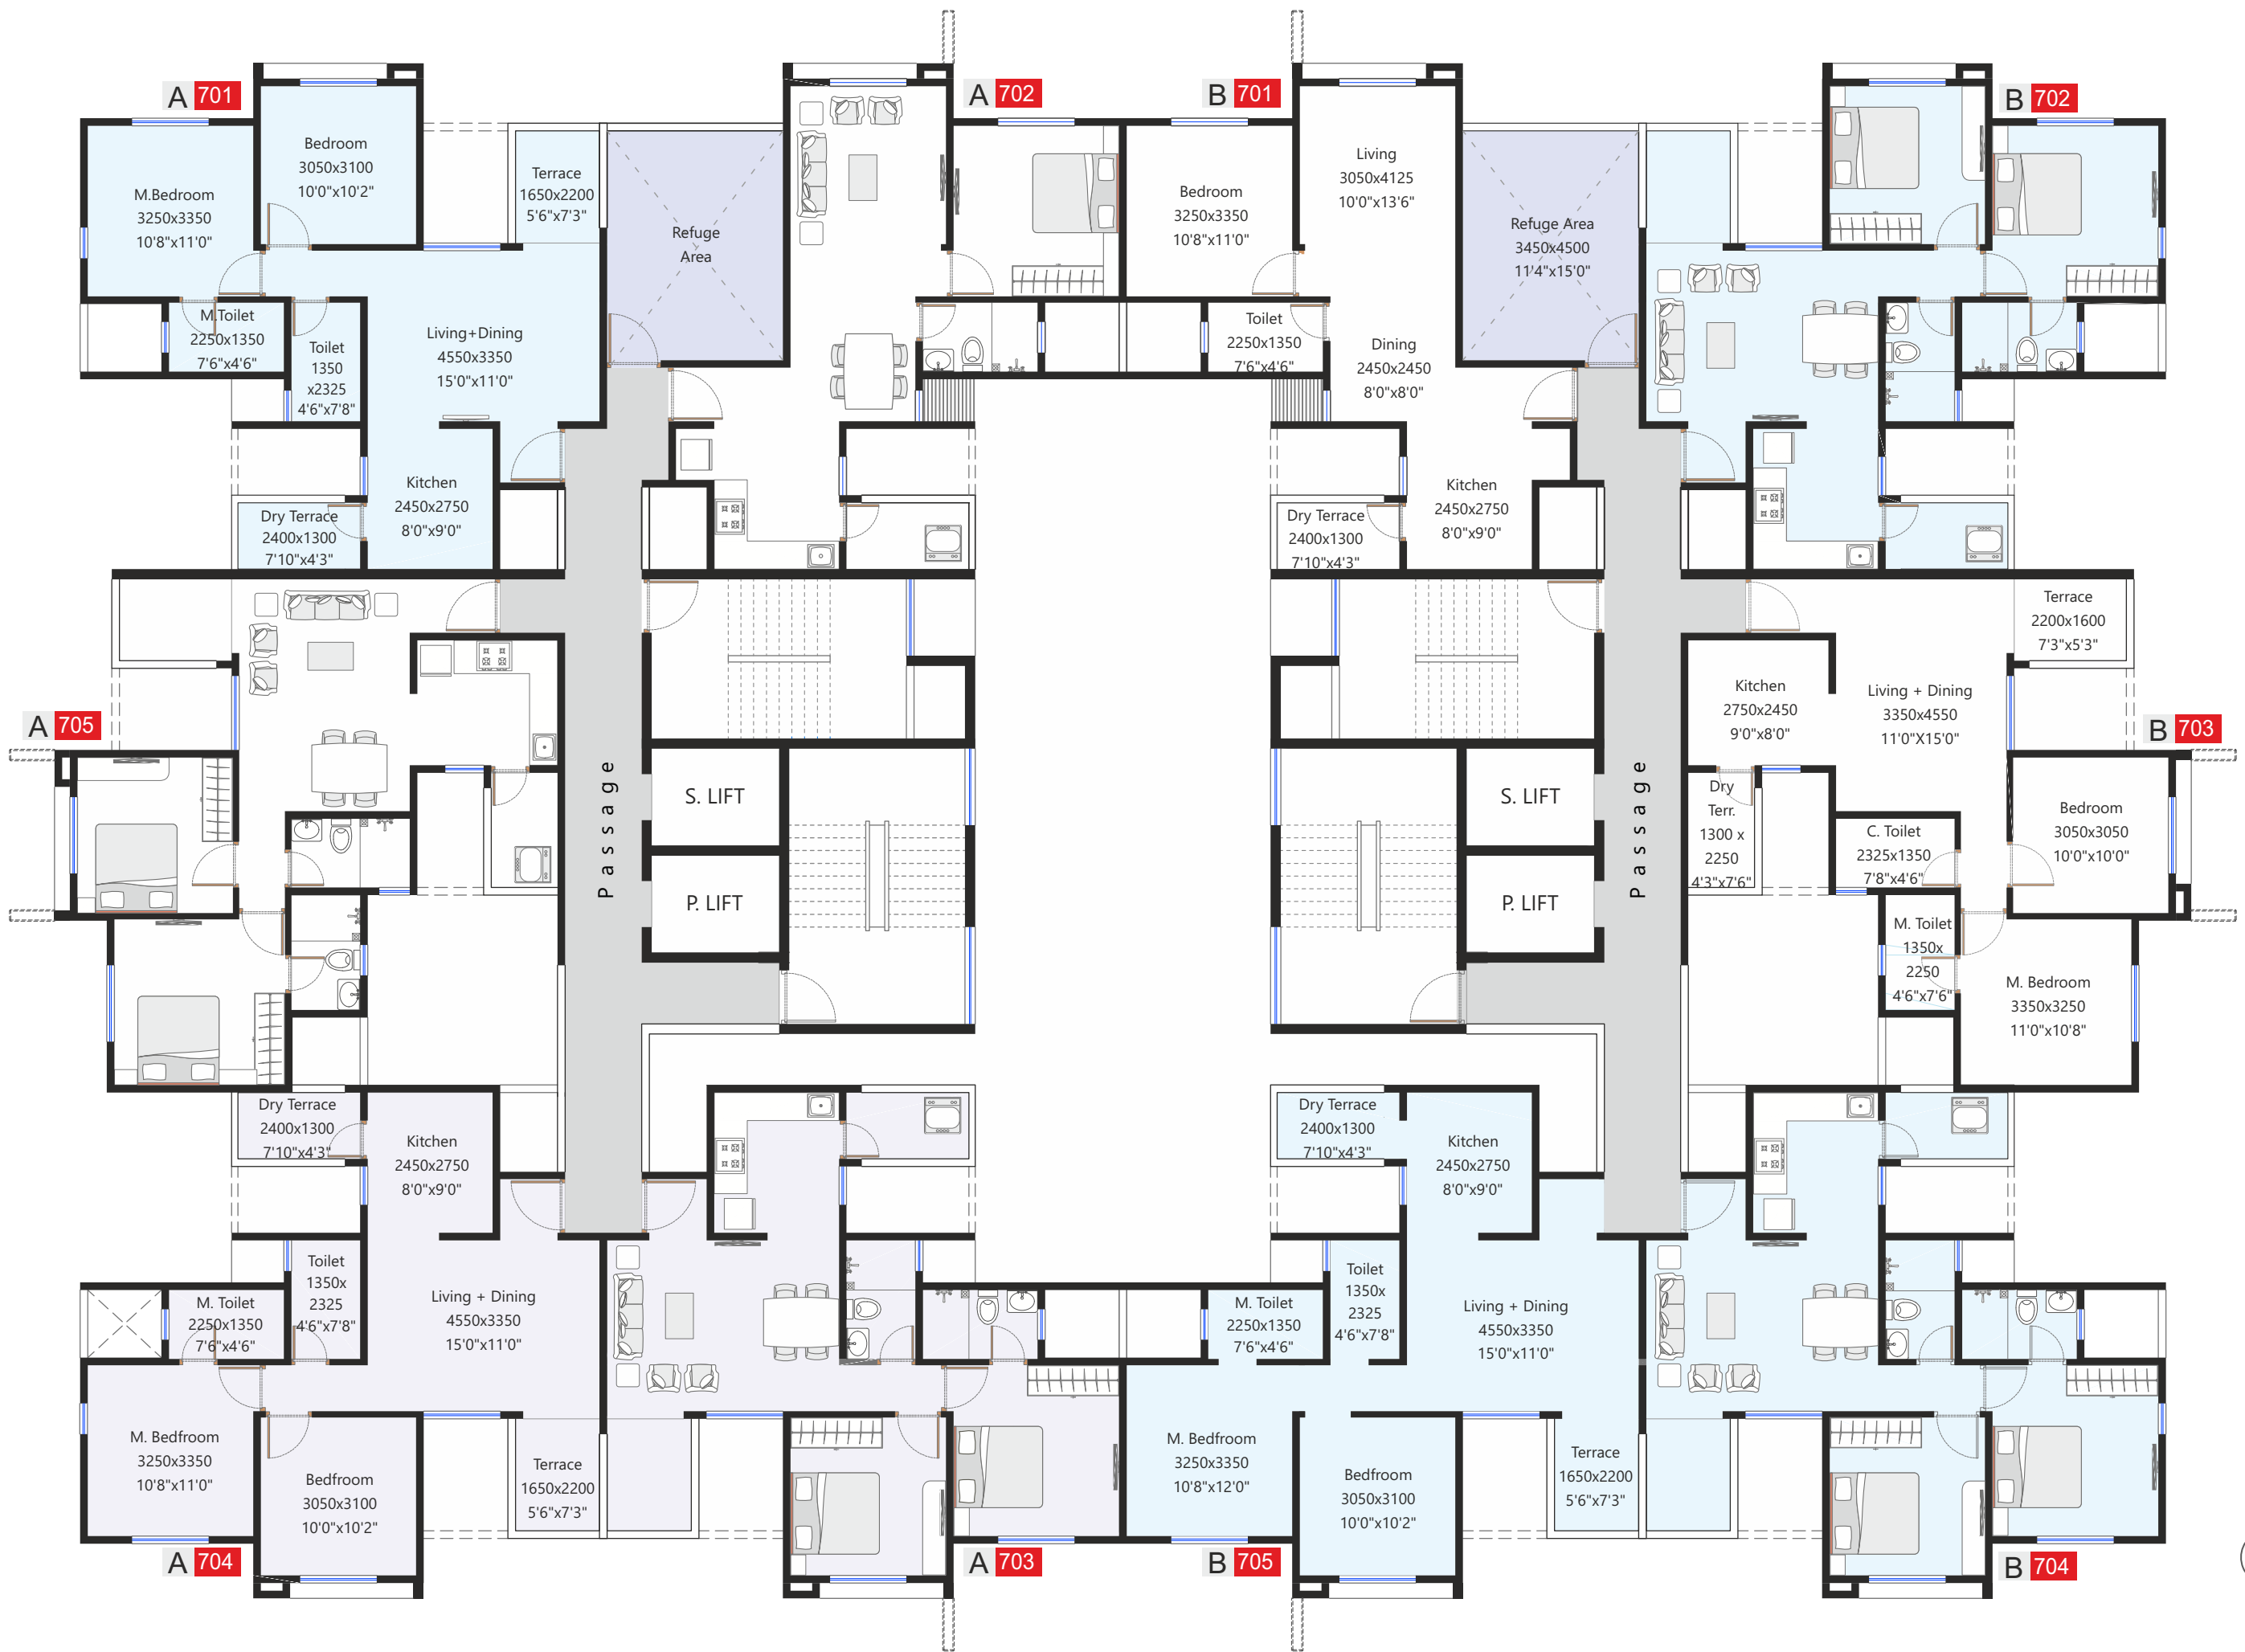 A 701
Bedroom
3050x3100
10'0"x10'2"
M.Bedroom
3250x3350
10'8"x11'0"
Terrace
1650x2200
5'6"x7'3"
Refuge
Area
M.Toilet
2250x1350
7'6"x4'6"
Toilet
1350
x2325
4'6"x7'8"
Living+Dining
4550x3350
15'0"x11'0"
Kitchen
2450x2750
8'0"x9'0"
Dry Terrace
2400x1300
7'10"x4'3"
A 702
B 701
Bedroom
3250x3350
10'8"x11'0"
Living
3050x4125
10'0"x13'6"
Toilet
2250x1350
7'6"x4'6"
Dining
2450x2450
8'0"x8'0"
Kitchen
2450x2750
8'0"x9'0"
Dry Terrace
2400x1300
7'10"x4'3"
Refuge Area
3450x4500
11'4"x15'0"
B 702
A 705
Passage
S. LIFT
P. LIFT
S. LIFT
P. LIFT
Passage
Terrace
2200x1600
7'3"x5'3"
Kitchen
2750x2450
9'0"x8'0"
Living + Dining
3350x4550
11'0"X15'0"
B 703
Dry
Terr.
1300 x
2250
4'3"x7'6"
C. Toilet
2325x1350
7'8"x4'6"
Bedroom
3050x3050
10'0"x10'0"
M. Toilet
1350x
2250
4'6"x7'6"
M. Bedroom
3350x3250
11'0"x10'8"
Dry Terrace
2400x1300
7'10"x4'3"
Kitchen
2450x2750
8'0"x9'0"
Toilet
1350x
2325
4'6"x7'8"
M. Toilet
2250x1350
7'6"x4'6"
Living + Dining
4550x3350
15'0"x11'0"
M. Bedfroom
3250x3350
10'8"x11'0"
Bedfroom
3050x3100
10'0"x10'2"
Terrace
1650x2200
5'6"x7'3"
A 704
A 703
Dry Terrace
2400x1300
7'10"x4'3"
Kitchen
2450x2750
8'0"x9'0"
Toilet
1350x
2325
4'6"x7'8"
M. Toilet
2250x1350
7'6"x4'6"
Living + Dining
4550x3350
15'0"x11'0"
M. Bedfroom
3250x3350
10'8"x12'0"
Bedfroom
3050x3100
10'0"x10'2"
Terrace
1650x2200
5'6"x7'3"
B 705
B 704